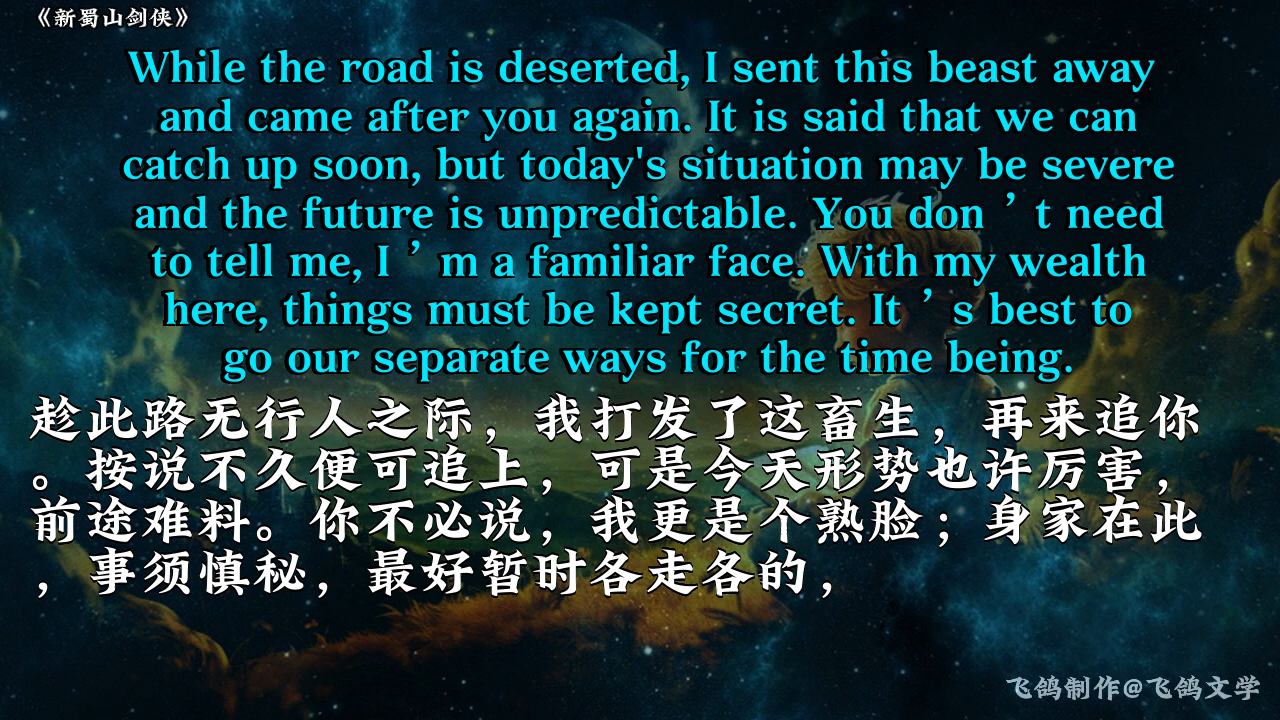 《新蜀山剑侠》
While the road is deserted, I sent this beast away
and came after you again. It is said that we can
catch up soon, but today's situation may be severe
and the future is unpredictable. You don ’ t need
to tell me, I ’ m a familiar face. With my wealth
here, things must be kept secret. It ’ s best to
go our separate ways for the time being.
趁此路无行人之际，我打发了这畜生，再来追你
。按说不久便可追上，可是今天形势也许厉害，
前途难料。你不必说，我更是个熟脸；身家在此
，事须慎秘，最好暂时各走各的，
飞鸽制作@飞鸽文学